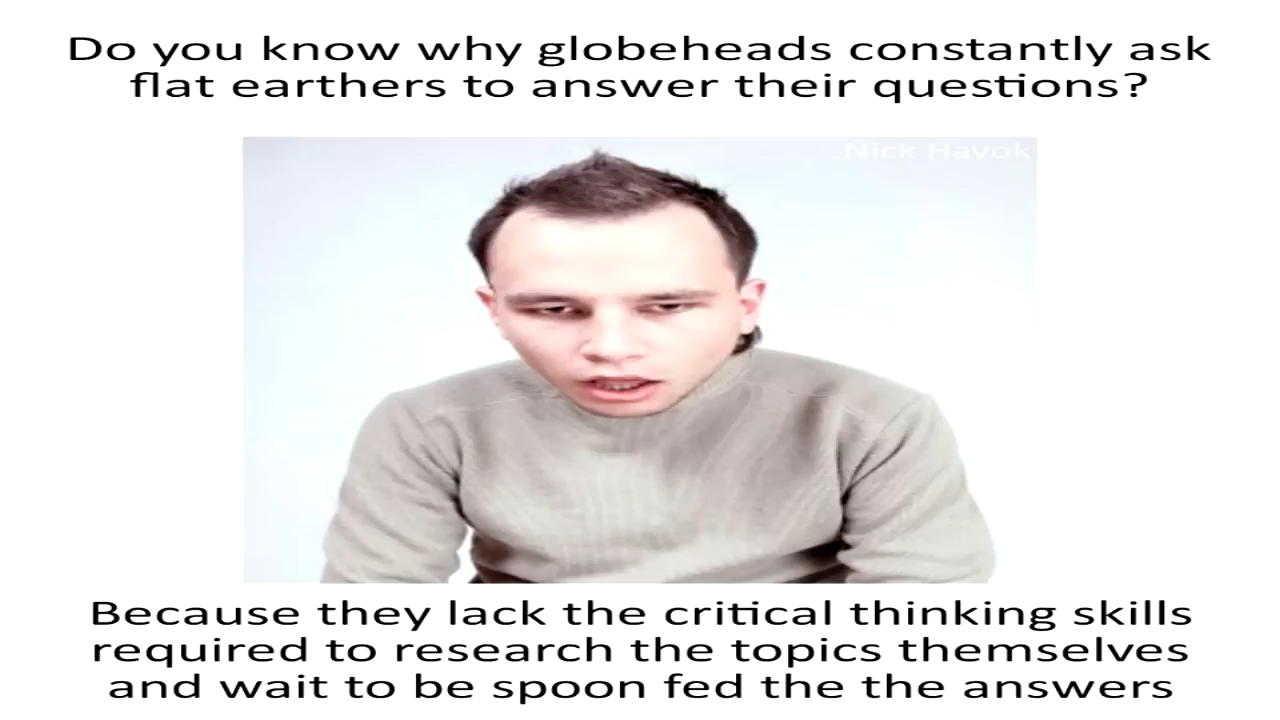 Do you know why globeheads constantly ask
flat earthers to answer their questions?
Nick Havok
Because they lack the critical thinking skills
required to research the topics themselves
and wait to be spoon fed the the answers